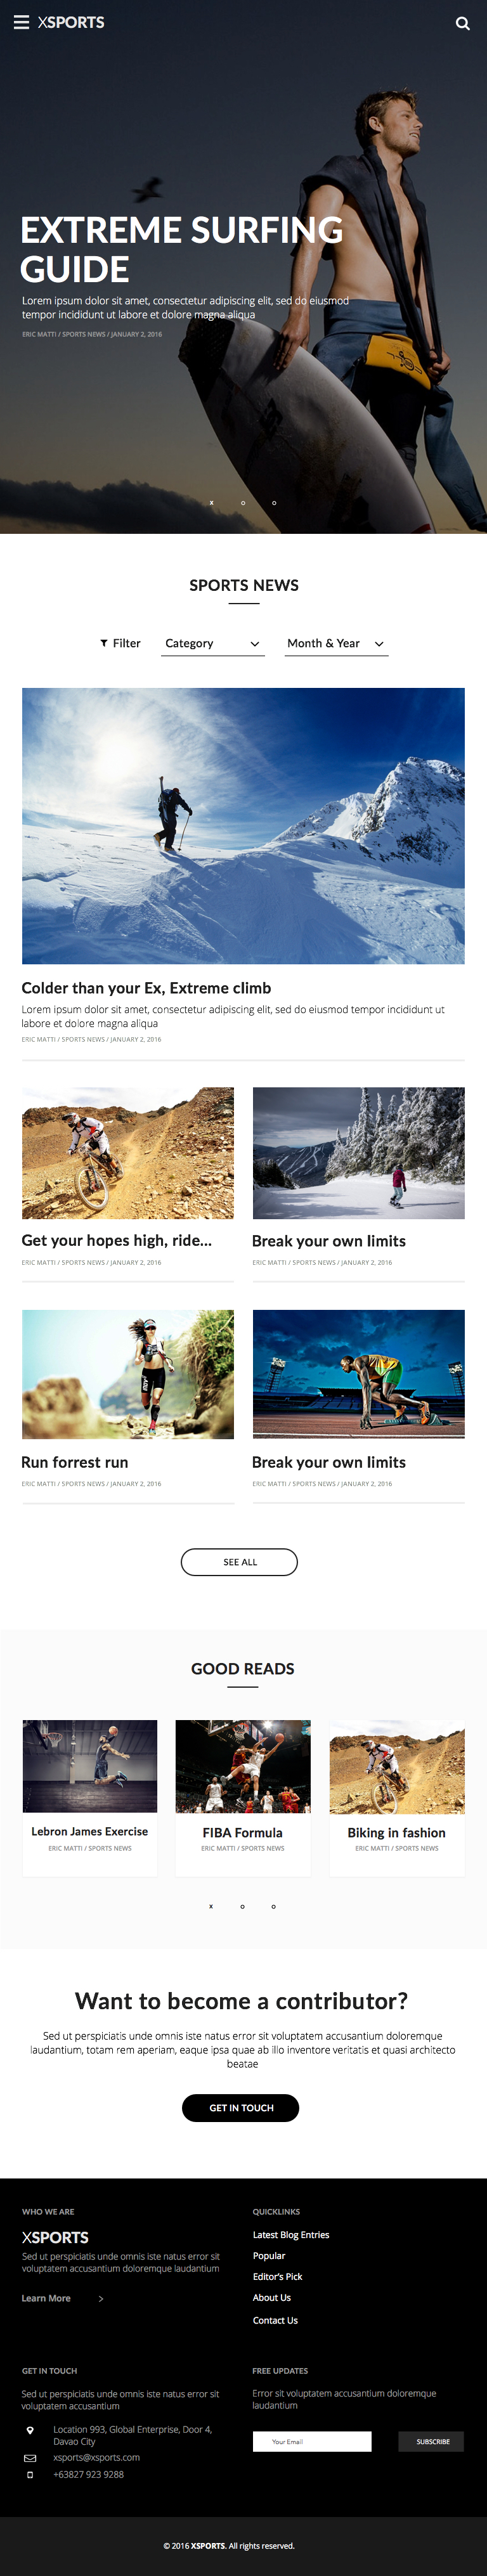 XSPORTS
EXTREME SURFING
GUIDE
Lorem ipsum dolor sit amet, consectetur adipiscing elit, sed do eiusmod
tempor incididunt ut labore et dolore magna aliqua
ERIC MATTI / SPORTS NEWS / JANUARY 2, 2016
SPORTS NEWS
Filter
Category
Month & Year
Colder than your Ex, Extreme climb
Lorem ipsum dolor sit amet, consectetur adipiscing elit, sed do eiusmod tempor incididunt ut
labore et dolore magna aliqua
ERIC MATTI / SPORTS NEWS / JANUARY 2, 2016
Get your hopes high, ride...
ERIC MATTI / SPORTS NEWS / JANUARY 2, 2016
Break your own limits
ERIC MATTI / SPORTS NEWS / JANUARY 2, 2016
Run forrest run
ERIC MATTI / SPORTS NEWS / JANUARY 2, 2016
Break your own limits
ERIC MATTI / SPORTS NEWS / JANUARY 2, 2016
SEE ALL
GOOD READS
Lebron James Exercise
ERIC MATTI / SPORTS NEWS
FIBA Formula
ERIC MATTI / SPORTS NEWS
Biking in fashion
ERIC MATTI / SPORTS NEWS
Want to become a contributor?
Sed ut perspiciatis unde omnis iste natus error sit voluptatem accusantium doloremque
laudantium, totam rem aperiam, eaque ipsa quae ab illo inventore veritatis et quasi architecto
beatae
GET IN TOUCH
WHO WE ARE
XSPORTS
Sed ut perspiciatis unde omnis iste natus error sit
voluptatem accusantium doloremque laudantium
Learn More >
QUICKLINKS
Latest Blog Entries
Popular
Editor's Pick
About Us
Contact Us
GET IN TOUCH
Sed ut perspiciatis unde omnis iste natus error sit
voluptatem accusantium
Location 993, Global Enterprise, Door 4,
Davao City
xsports@xsports.com
+63827 923 9288
FREE UPDATES
Error sit voluptatem accusantium doloremque
laudantium
Your Email
SUBSCRIBE
© 2016 XSPORTS. All rights reserved.